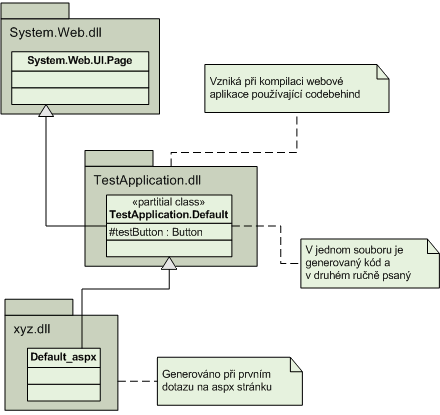 System.Web.dll
System.Web.UI.Page
Vzniká při kompilaci webové
aplikace používající codebehind
TestApplication.dll
«partitial class»
TestApplication.Default
#testButton : Button
V jednom souboru je
generovaný kód a
v druhém ručně psaný
xyz.dll
Default_aspx
Generováno při prvním
dotazu na aspx stránku